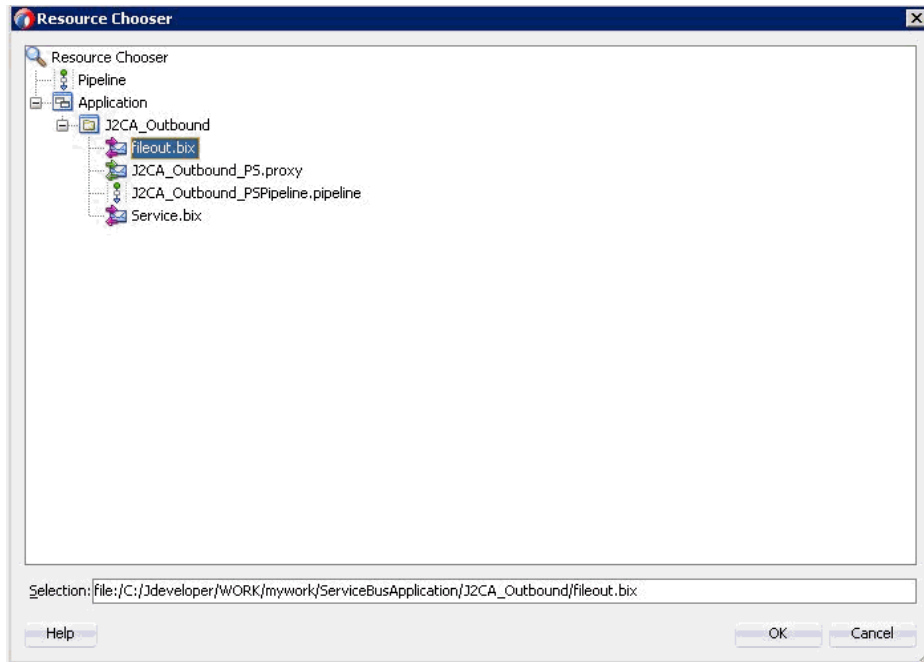 Resource Chooser
Resource Chooser
Pipeline
Application
J2CA_Outbound
fileout.bix
J2CA_Outbound_PS.proxy
J2CA_Outbound_PSPipeline.pipeline
Service.bix
Selection: file:/C:/Jdeveloper/WORK/mywork/ServiceBusApplication/J2CA_Outbound/fileout.bix
Help OK Cancel